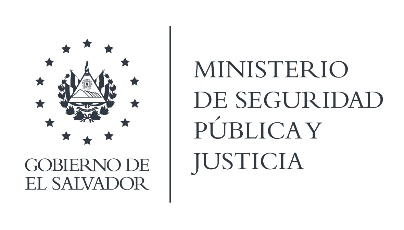 GOBIERNO DE
EL SALVADOR
MINISTERIO
DE SEGURIDAD
PÚBLICA Y
JUSTICIA